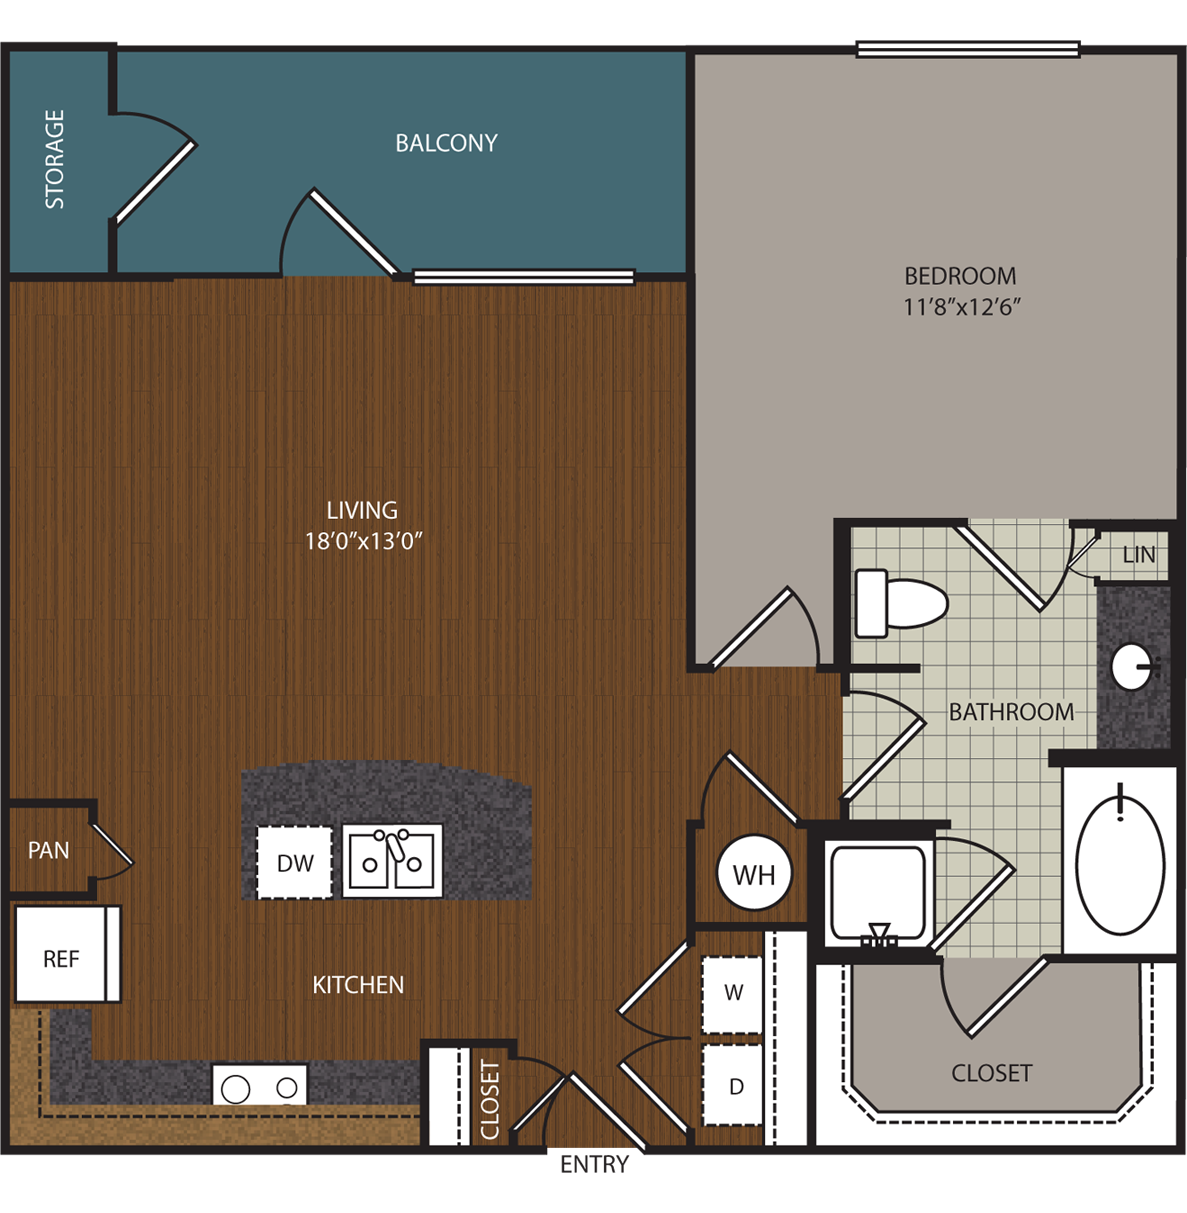 STORAGE
BALCONY
BEDROOM
11’8”x12’6”
LIVING
18’0”x13’0”
LIN
BATHROOM
PAN
DW
WH
REF
KITCHEN
W
D
CLOSET
CLOSET
ENTRY